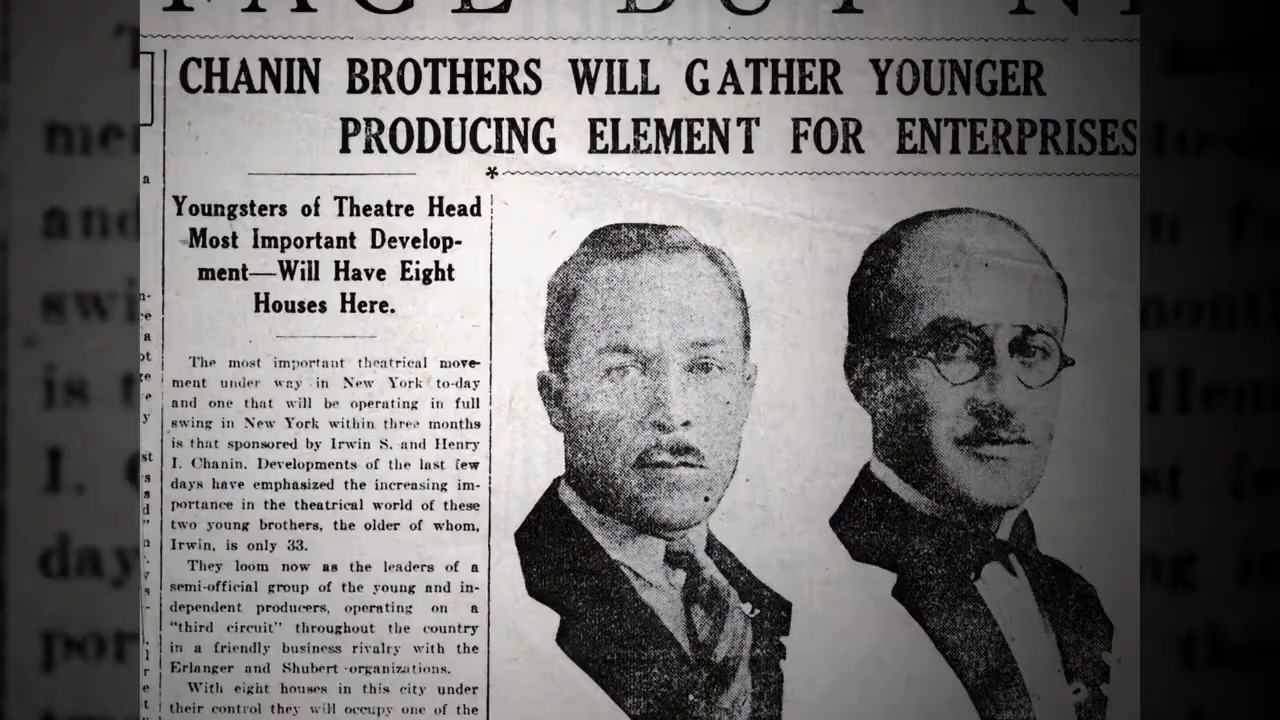 FACE BUT N
CHANIN BROTHERS WILL GATHER YOUNGER
PRODUCING ELEMENT FOR ENTERPRISES
Youngsters of Theatre Head
Most Important Develop-
ment—Will Have Eight
Houses Here.
The most important theatrical move-
ment under way in New York to-day
and one that will be operating in full
swing in New York within three months
is that sponsored by Irwin S. and Henry
I. Chanin. Developments of the last few
days have emphasized the increasing im-
portance in the theatrical world of these
two young brothers, the older of whom,
Irwin, is only 33.
They loom now as the leaders of a
semi-official group of the young and in-
dependent producers, operating on a
"third circuit" throughout the country
in a friendly business rivalry with the
Erlanger and Shubert organizations.
With eight houses in this city under
their control they will occupy one of the